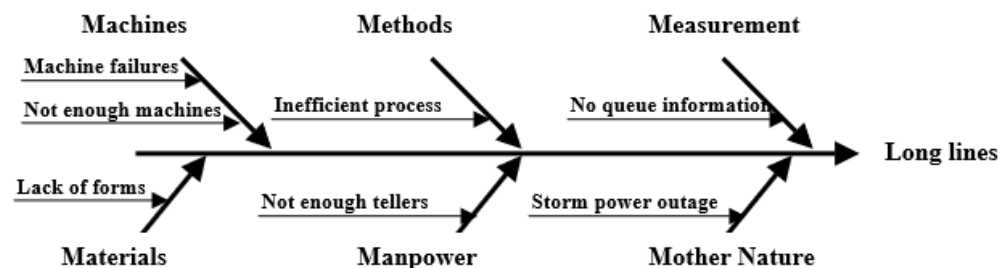 Machines
Methods
Measurement
Machine failures
Not enough machines
Inefficient process
No queue information
Long lines
Lack of forms
Not enough tellers
Storm power outage
Materials
Manpower
Mother Nature